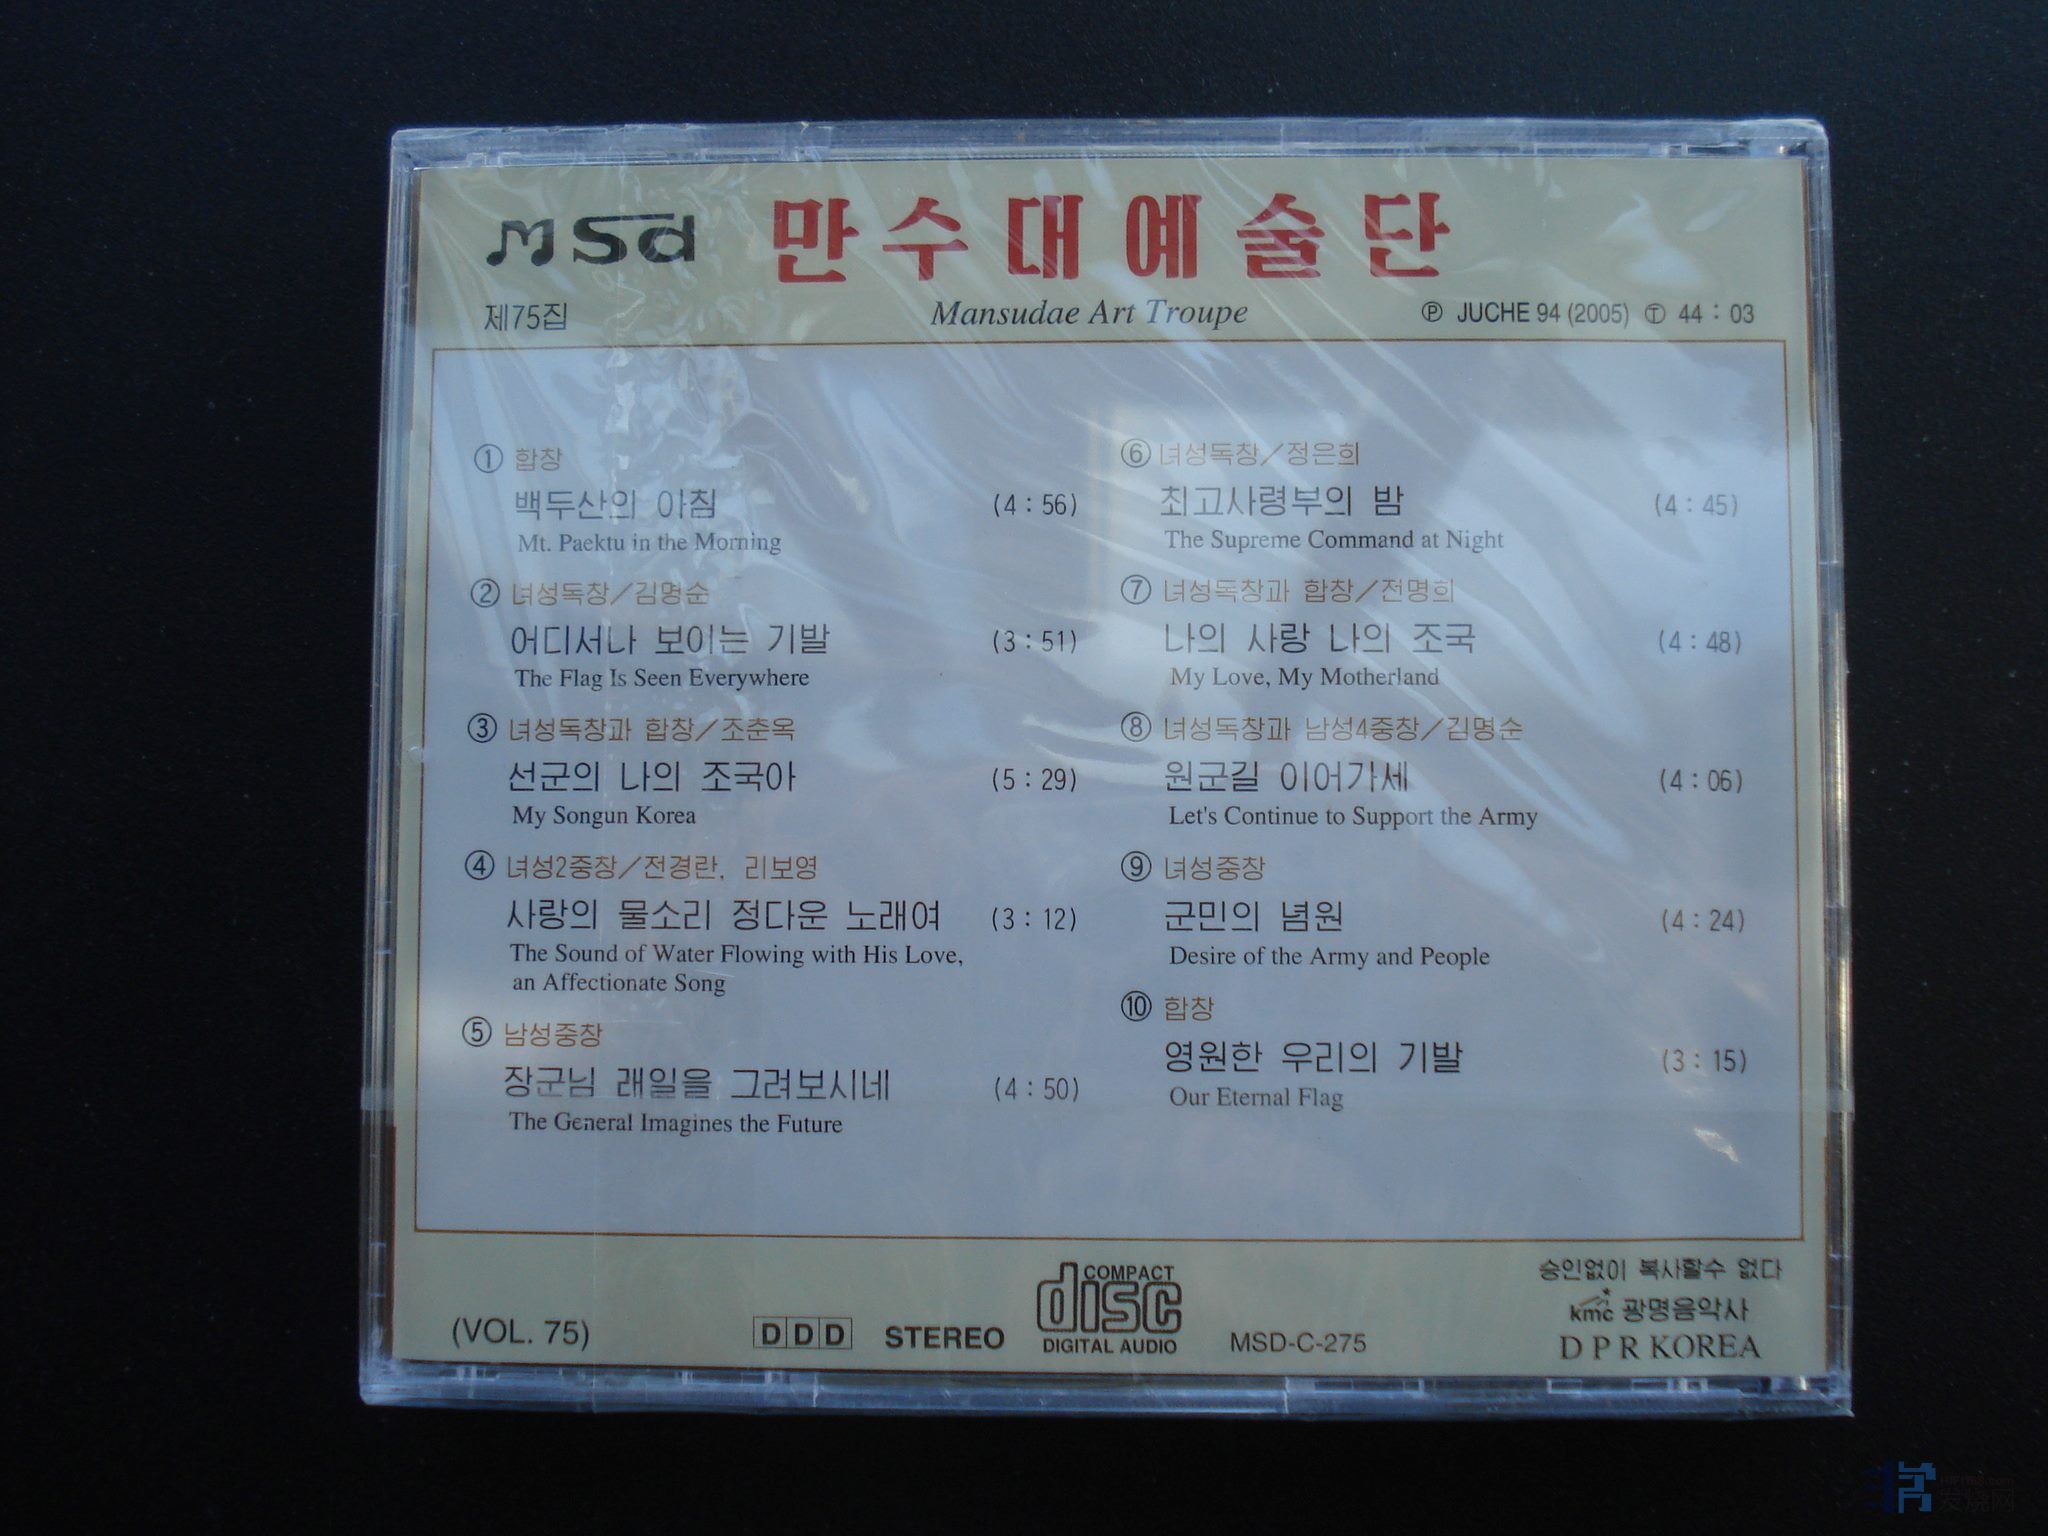 msd 만수대예술단
제75집 Mansudae Art Troupe Ⓟ JUCHE 94 (2005) Ⓣ 44 : 03
① 합창
백두산의 아침 (4 : 56)
Mt. Paektu in the Morning
② 녀성독창/김명순
어디서나 보이는 기발 (3 : 51)
The Flag Is Seen Everywhere
③ 녀성독창과 합창/조춘옥
선군의 나의 조국아 (5 : 29)
My Songun Korea
④ 녀성2중창/전경란, 리보영
사랑의 물소리 정다운 노래여 (3 : 12)
The Sound of Water Flowing with His Love,
an Affectionate Song
⑤ 남성중창
장군님 래일을 그려보시네 (4 : 50)
The General Imagines the Future
⑥ 녀성독창/정은희
최고사령부의 밤 (4 : 45)
The Supreme Command at Night
⑦ 녀성독창과 합창/전명희
나의 사랑 나의 조국 (4 : 48)
My Love, My Motherland
⑧ 녀성독창과 남성4중창/김명순
원군길 이어가세 (4 : 06)
Let's Continue to Support the Army
⑨ 녀성중창
군민의 념원 (4 : 24)
Desire of the Army and People
⑩ 합창
영원한 우리의 기발 (3 : 15)
Our Eternal Flag
(VOL. 75)
DDD STEREO
COMPACT
disc
DIGITAL AUDIO
MSD-C-275
승인없이 복사할수 없다
kmc 광명음악사
D P R KOREA
发烧网